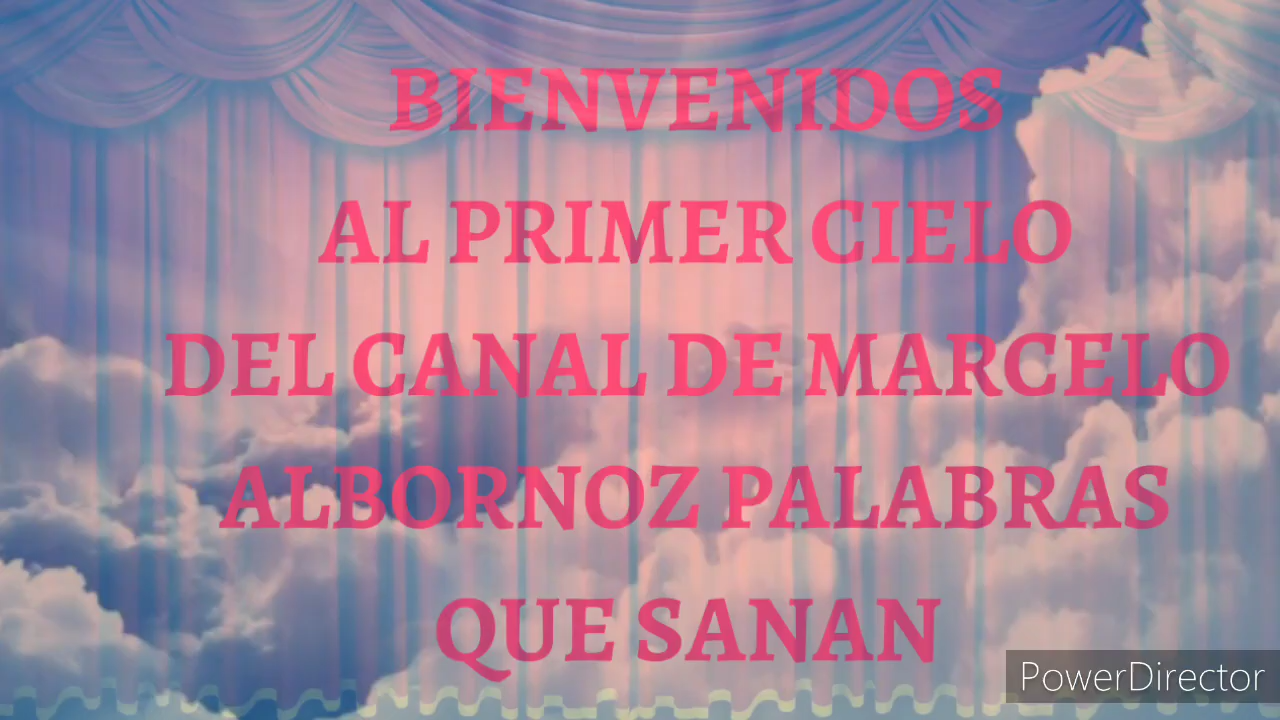 BIENVENIDOS
AL PRIMER CIELO
DEL CANAL DE MARCELO
ALBORNOZ PALABRAS
QUE SANAN
PowerDirector